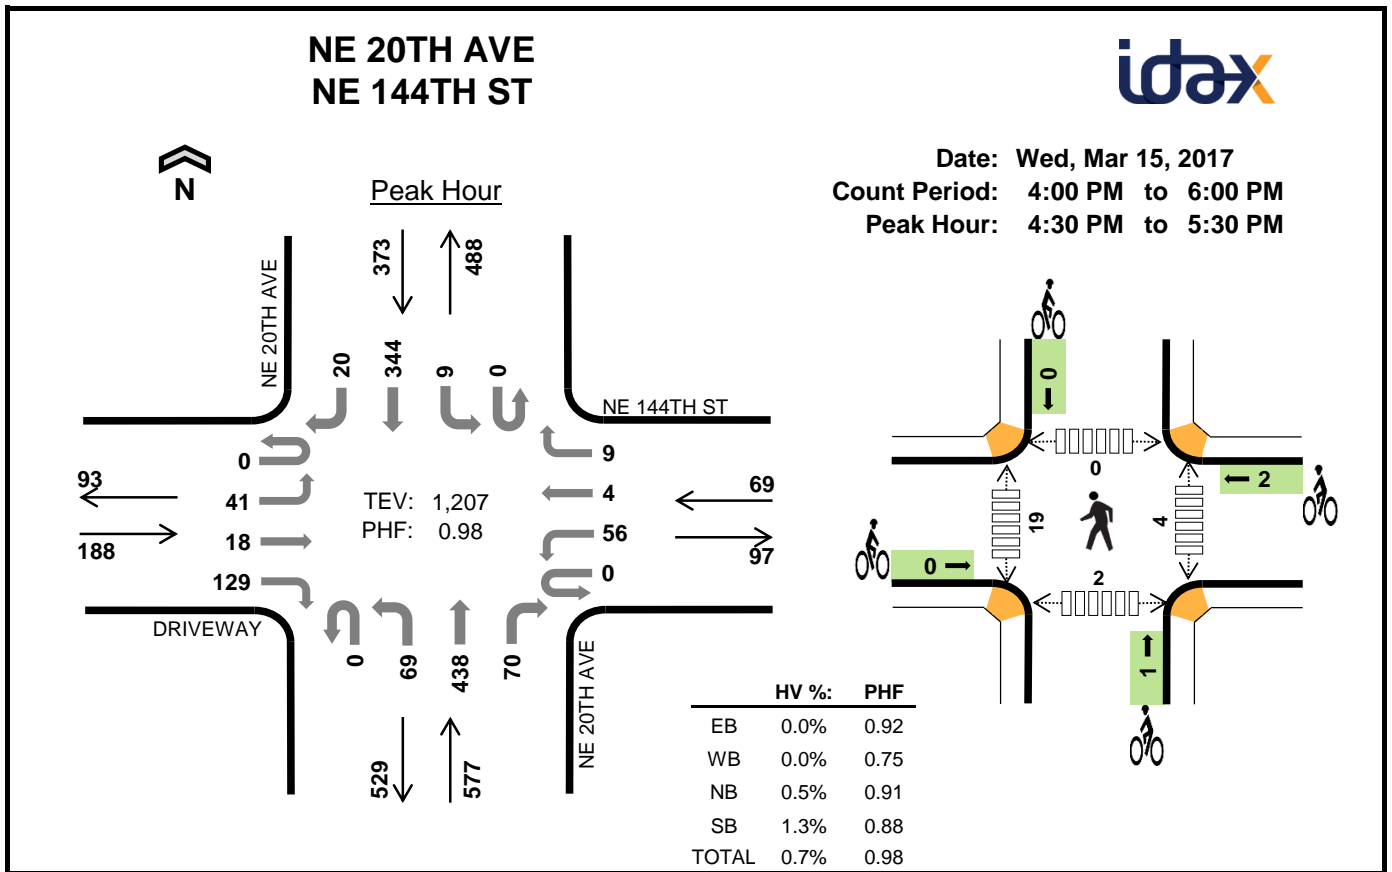 NE 20TH AVE
NE 144TH ST
idax
Date: Wed, Mar 15, 2017
Count Period: 4:00 PM to 6:00 PM
Peak Hour: 4:30 PM to 5:30 PM
N
Peak Hour
373
488
NE 20TH AVE
20
344
9
0
NE 144TH ST
0
41
18
129
93
188
TEV: 1,207
PHF: 0.98
9
4
56
0
69
97
DRIVEWAY
0
69
438
70
NE 20TH AVE
529
577
0
0
2
19
4
0
2
1
HV %: PHF
EB 0.0% 0.92
WB 0.0% 0.75
NB 0.5% 0.91
SB 1.3% 0.88
TOTAL 0.7% 0.98